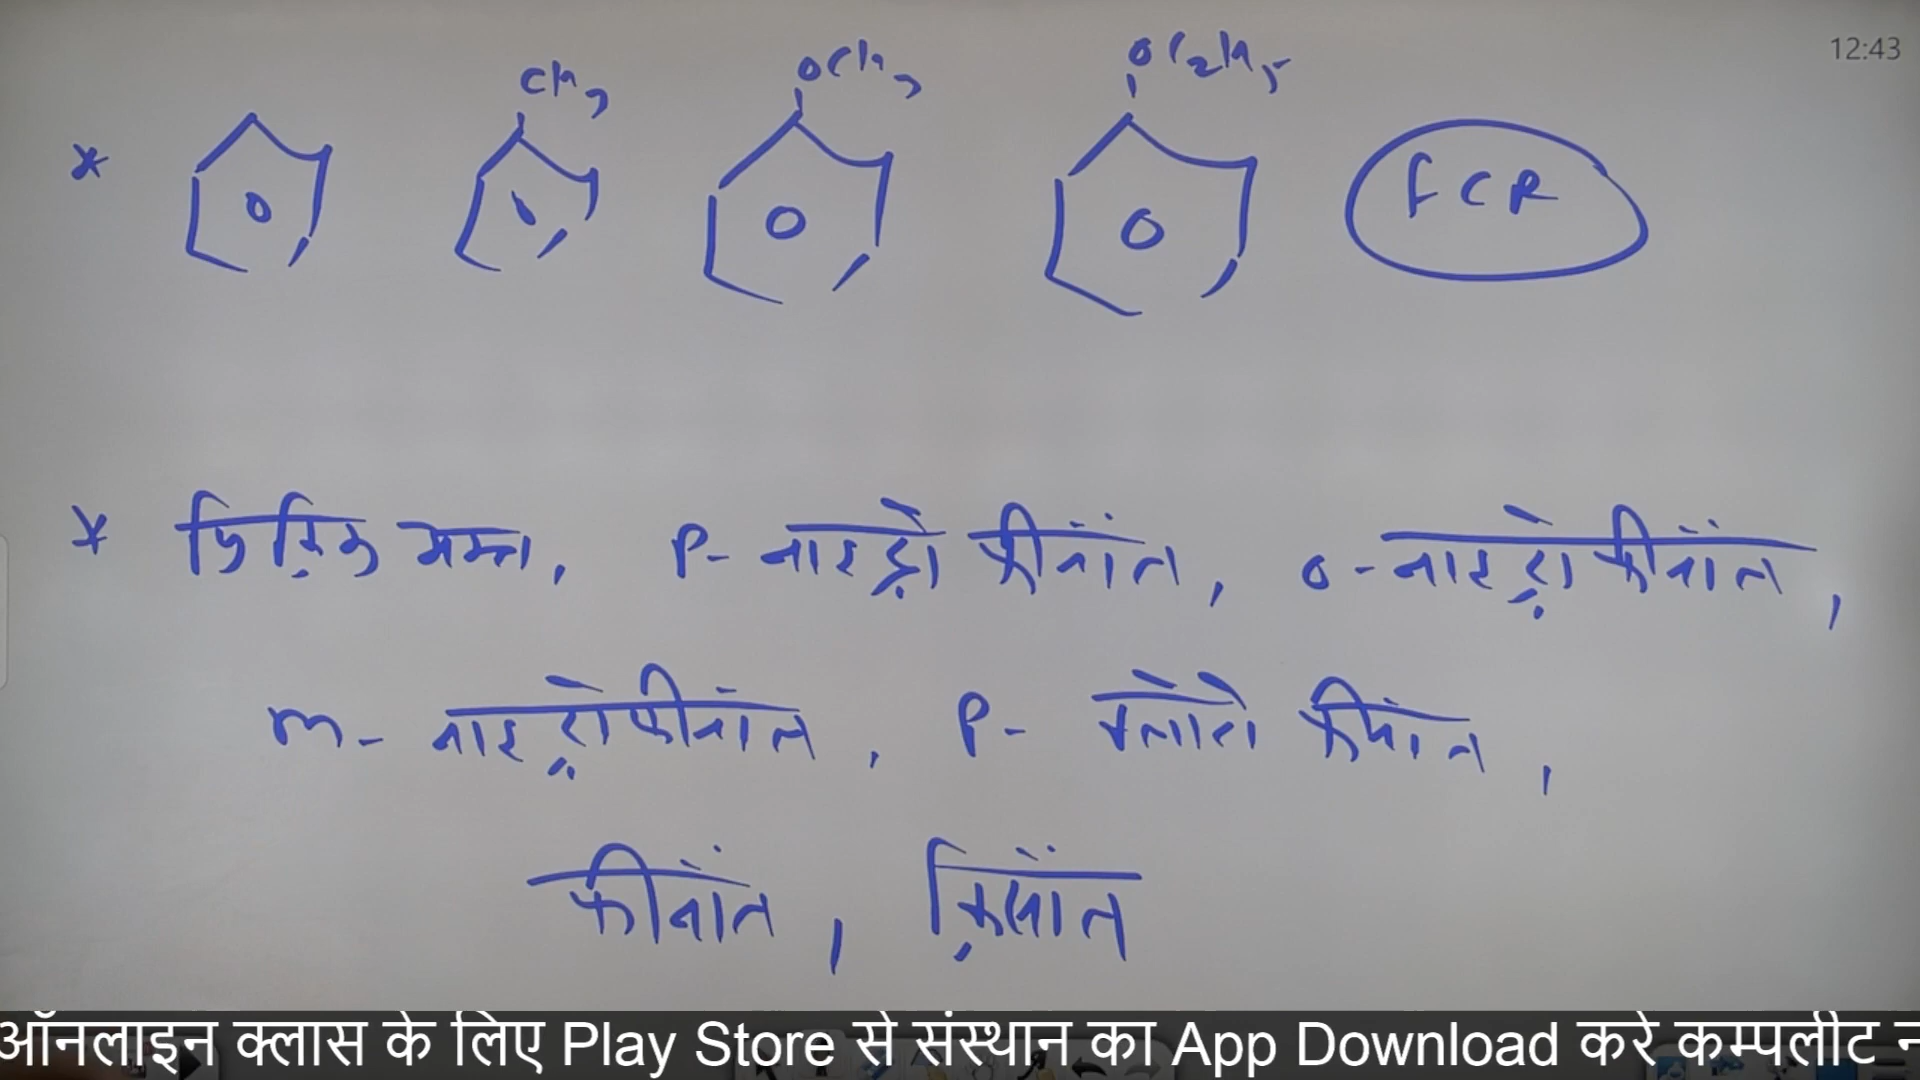 12:43
CH3 OCH3 OC2H5
* FCR
* पिक्रिक अम्ल, P- नाइट्रो फीनॉल, o- नाइट्रो फीनॉल,
m- नाइट्रो फीनॉल, P- क्लोरो फीनॉल,
फीनॉल, क्रिसॉल
ऑनलाइन क्लास के लिए Play Store से संस्थान का App Download करे कम्पलीट न